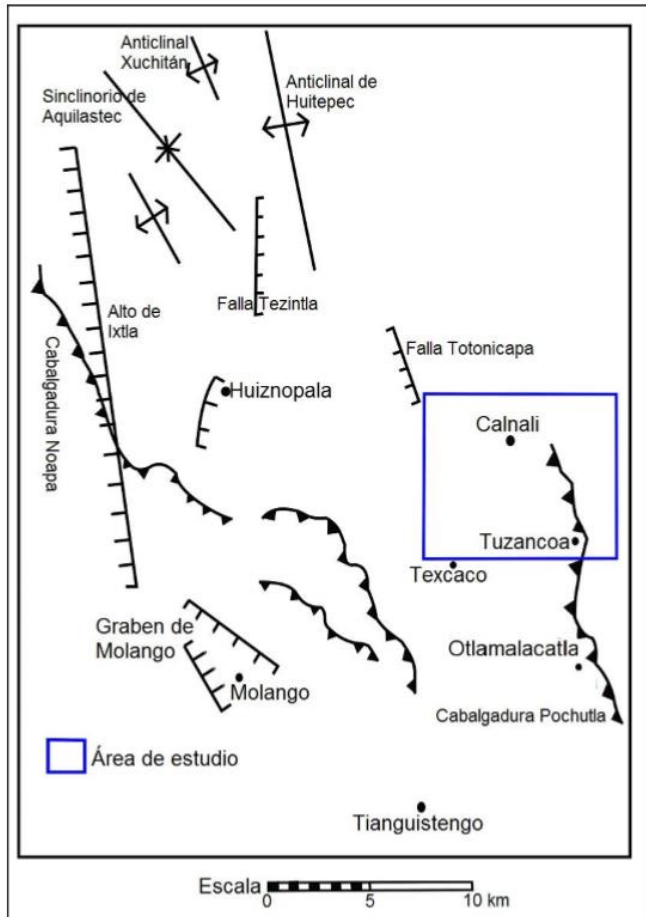 Anticlinal
Xuchitán
Anticlinal de
Huitepec
Sinclinorio de
Aquilastec
Falla Tezintla
Alto de
Ixtla
Cabalgadura Noapa
Falla Totonicapa
Huiznopala
Calnali
Tuzancoa
Texcaco
Graben de
Molango
Molango
Otlamalacatla
Cabalgadura Pochutla
Área de estudio
Tianguistengo
Escala
0 5 10 km